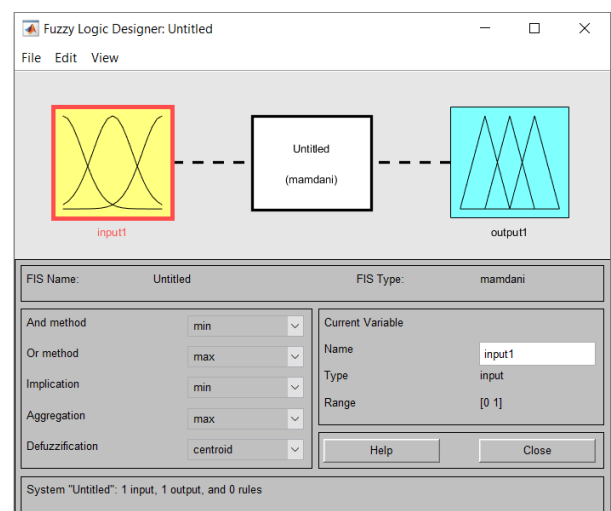 Fuzzy Logic Designer: Untitled
File Edit View
Untitled
(mamdani)
input1
output1
FIS Name: Untitled FIS Type: mamdani
And method min
Or method max
Implication min
Aggregation max
Defuzzification centroid
Current Variable
Name input1
Type input
Range [0 1]
Help Close
System "Untitled": 1 input, 1 output, and 0 rules